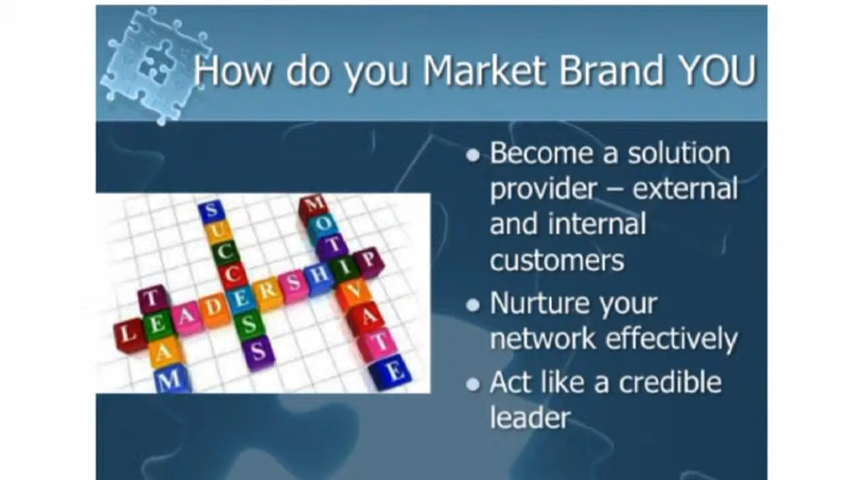 How do you Market Brand YOU
Become a solution
provider – external
and internal
customers
Nurture your
network effectively
Act like a credible
leader
SUCCESS
MOTIVATE
LEADERSHIP
TEAM